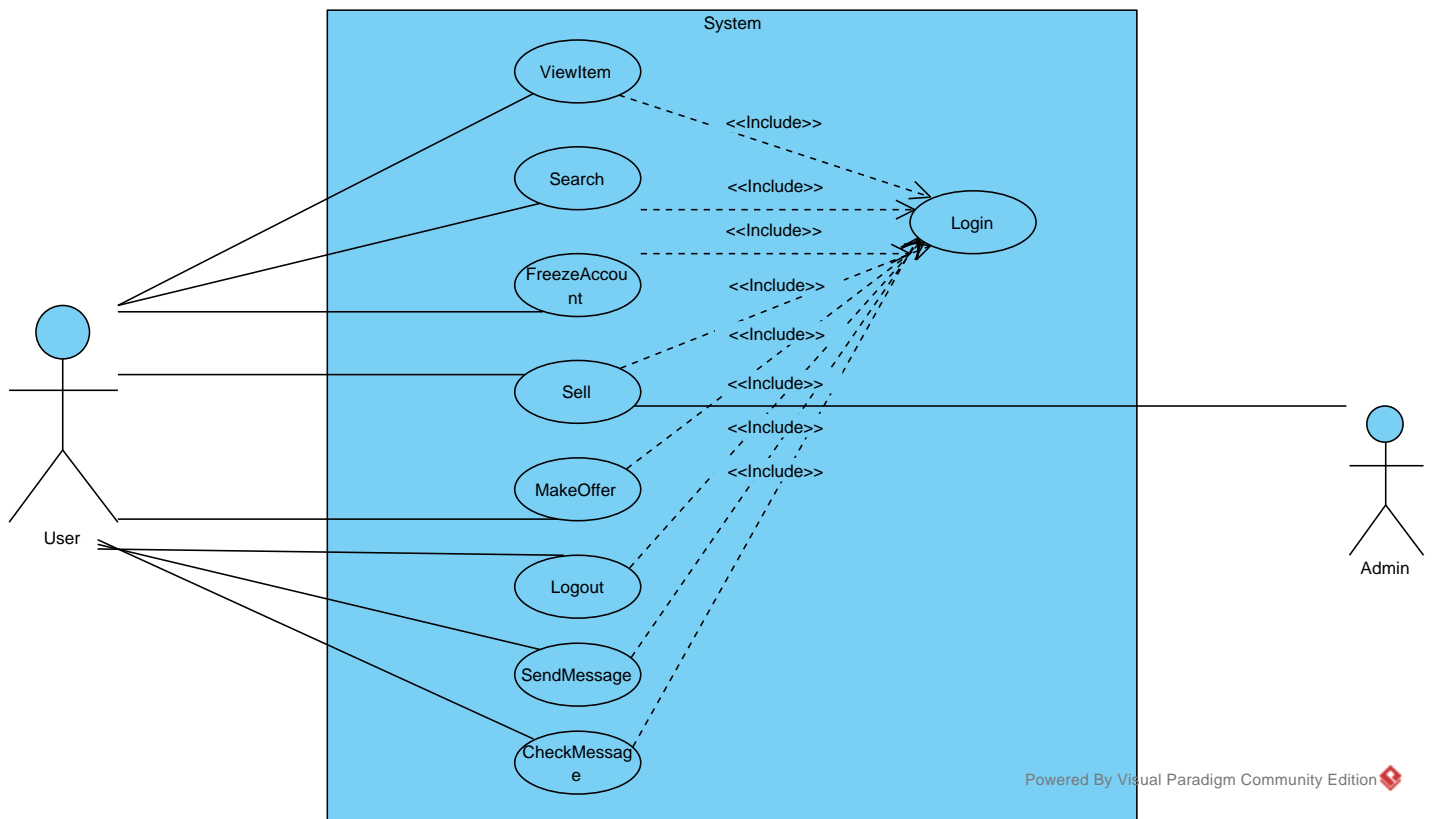 System
ViewItem
<<Include>>
Search
<<Include>>
Login
<<Include>>
FreezeAccou
nt
<<Include>>
<<Include>>
Sell
<<Include>>
<<Include>>
<<Include>>
MakeOffer
User
Admin
Logout
SendMessage
CheckMessag
e
Powered By Visual Paradigm Community Edition